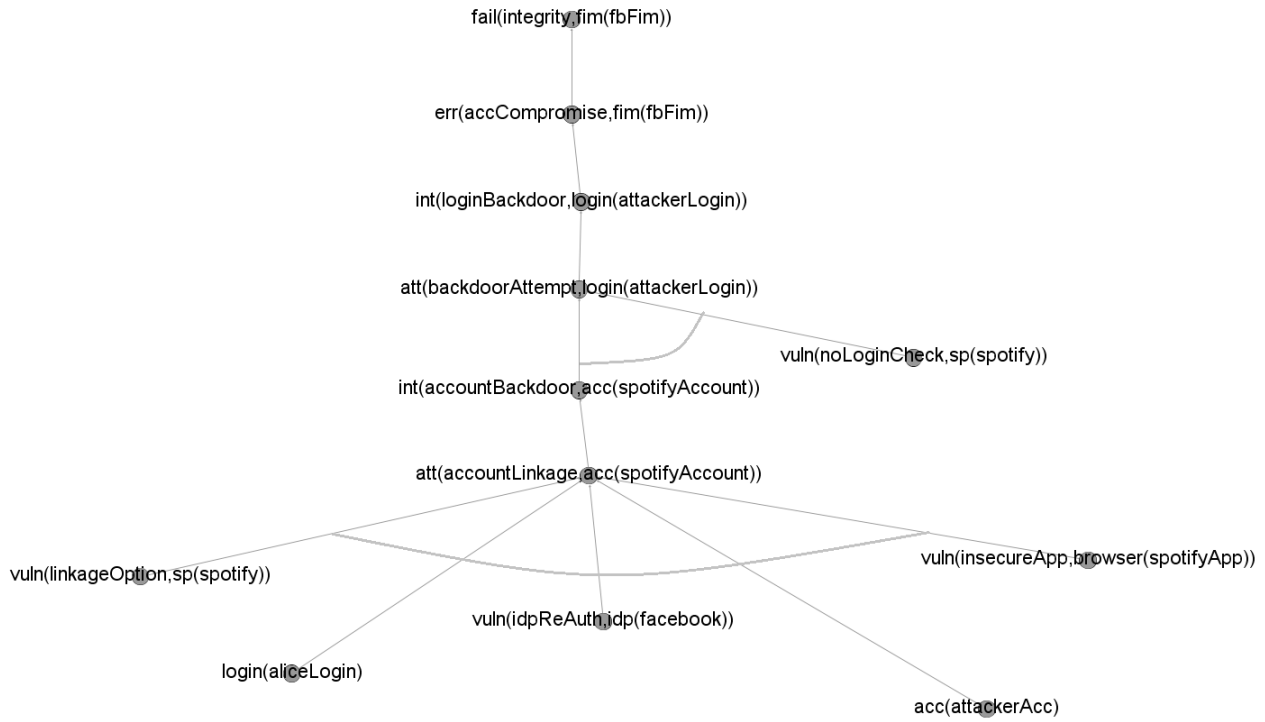 fail(integrity,fim(fbFim))
err(accCompromise,fim(fbFim))
int(loginBackdoor,login(attackerLogin))
att(backdoorAttempt,login(attackerLogin))
vuln(noLoginCheck,sp(spotify))
int(accountBackdoor,acc(spotifyAccount))
att(accountLinkage,acc(spotifyAccount))
vuln(insecureApp,browser(spotifyApp))
vuln(linkageOption,sp(spotify))
vuln(idpReAuth,idp(facebook))
login(aliceLogin)
acc(attackerAcc)